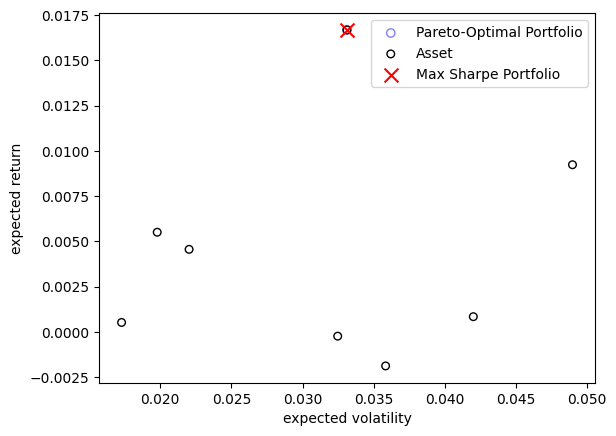 0.0175
0.0150
0.0125
0.0100
0.0075
0.0050
0.0025
0.0000
−0.0025
expected return
Pareto-Optimal Portfolio
Asset
Max Sharpe Portfolio
0.020 0.025 0.030 0.035 0.040 0.045 0.050
expected volatility